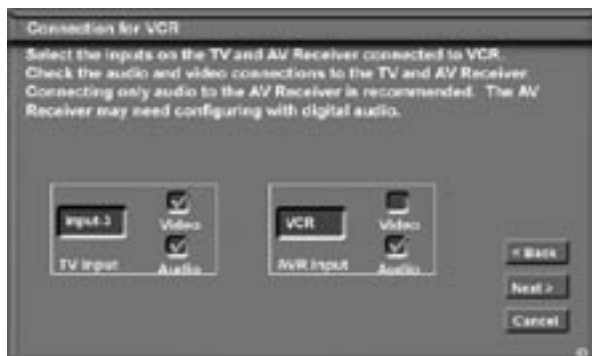 Connection for VCR
Select the inputs on the TV and AV Receiver connected to VCR.
Check the audio and video connections to the TV and AV Receiver.
Connecting only audio to the AV Receiver is recommended. The AV
Receiver may need configuring with digital audio.
Input-3
Video
TV Input
Audio
VCR
Video
AVR Input
Audio
< Back
Next >
Cancel